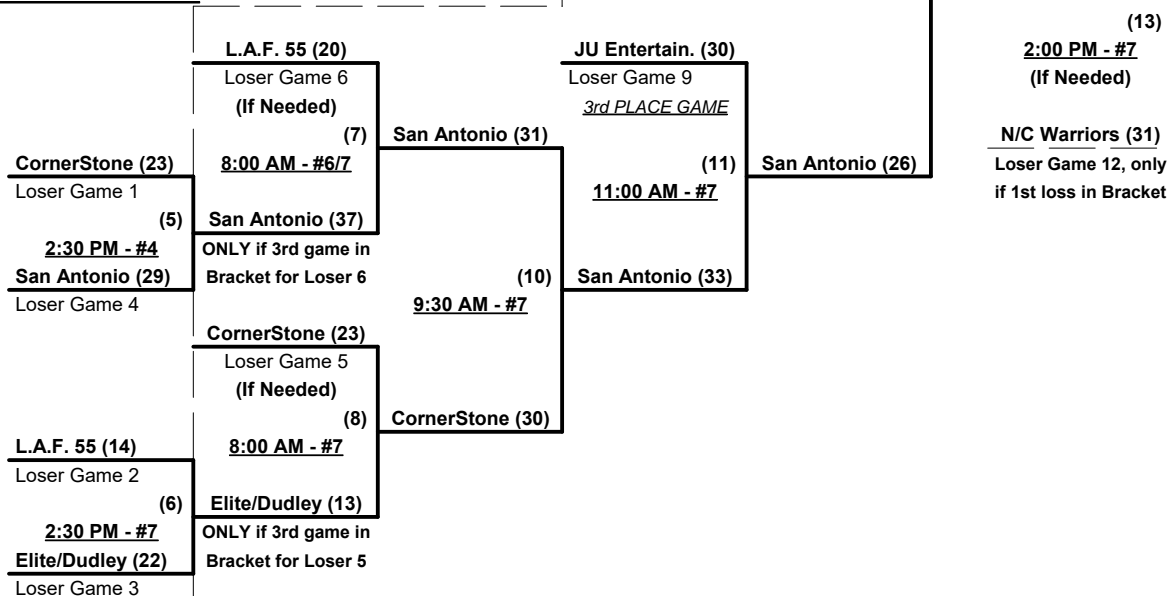 (13)
L.A.F. 55 (20)
JU Entertain. (30)
2:00 PM - #7
Loser Game 6
Loser Game 9
(If Needed)
(If Needed)
3rd PLACE GAME
(7)
San Antonio (31)
N/C Warriors (31)
CornerStone (23)
8:00 AM - #6/7
(11)
San Antonio (26)
Loser Game 12, only
Loser Game 1
11:00 AM - #7
if 1st loss in Bracket
(5)
San Antonio (37)
2:30 PM - #4
ONLY if 3rd game in
San Antonio (29)
Bracket for Loser 6
(10)
San Antonio (33)
Loser Game 4
9:30 AM - #7
CornerStone (23)
Loser Game 5
(If Needed)
(8)
CornerStone (30)
L.A.F. 55 (14)
8:00 AM - #7
Loser Game 2
(6)
Elite/Dudley (13)
2:30 PM - #7
ONLY if 3rd game in
Elite/Dudley (22)
Bracket for Loser 5
Loser Game 3